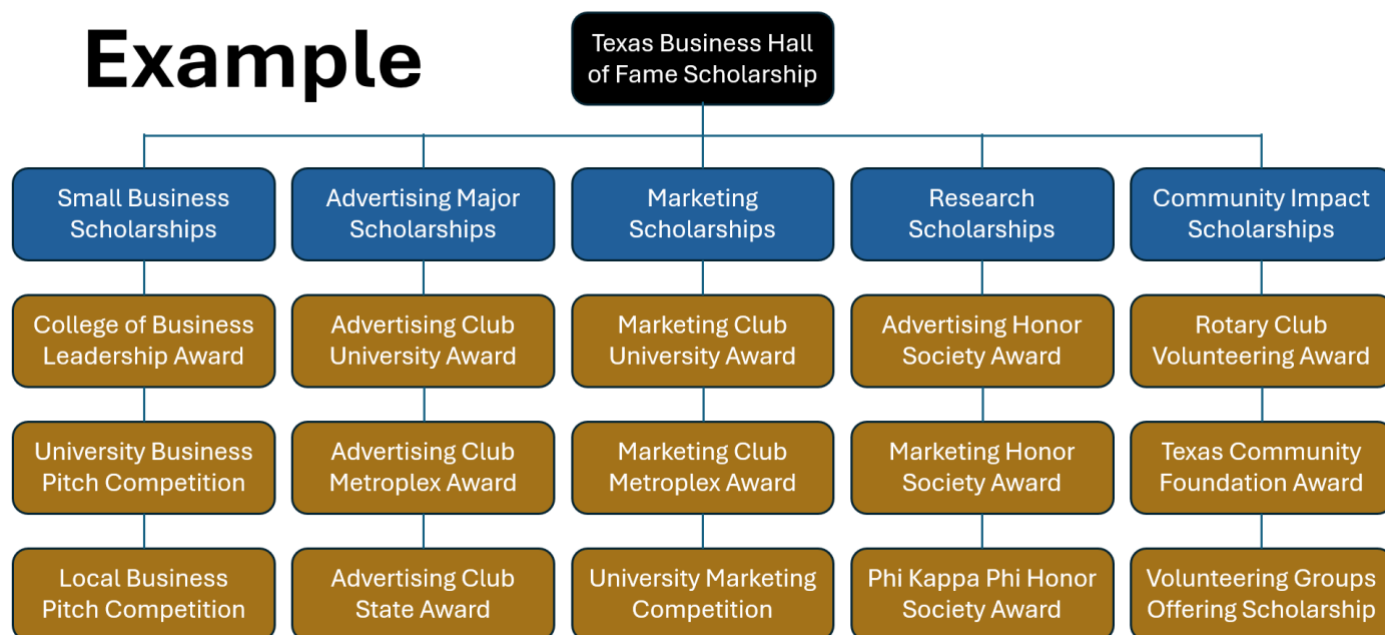 Example
Texas Business Hall
of Fame Scholarship
Small Business
Scholarships
Advertising Major
Scholarships
Marketing
Scholarships
Research
Scholarships
Community Impact
Scholarships
College of Business
Leadership Award
Advertising Club
University Award
Marketing Club
University Award
Advertising Honor
Society Award
Rotary Club
Volunteering Award
University Business
Pitch Competition
Advertising Club
Metroplex Award
Marketing Club
Metroplex Award
Marketing Honor
Society Award
Texas Community
Foundation Award
Local Business
Pitch Competition
Advertising Club
State Award
University Marketing
Competition
Phi Kappa Phi Honor
Society Award
Volunteering Groups
Offering Scholarship